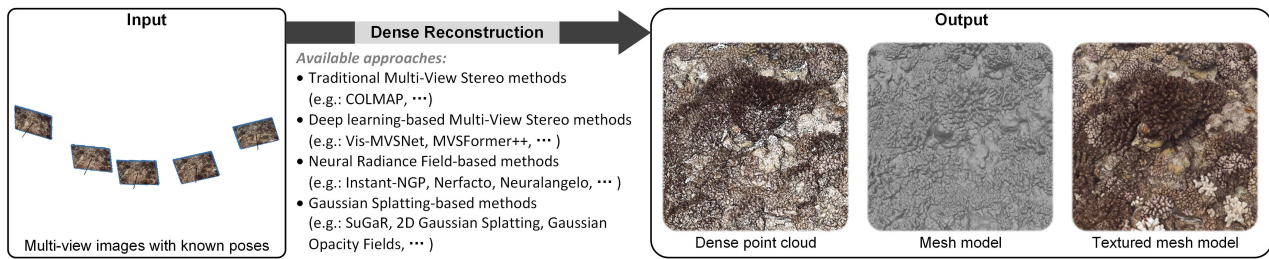 Input
Multi-view images with known poses
Dense Reconstruction
Available approaches:
• Traditional Multi-View Stereo methods
(e.g.: COLMAP, ⋯)
• Deep learning-based Multi-View Stereo methods
(e.g.: Vis-MVSNet, MVSFormer++, ⋯ )
• Neural Radiance Field-based methods
(e.g.: Instant-NGP, Nerfacto, Neuralangelo, ⋯ )
• Gaussian Splatting-based methods
(e.g.: SuGaR, 2D Gaussian Splatting, Gaussian
Opacity Fields, ⋯ )
Output
Dense point cloud
Mesh model
Textured mesh model